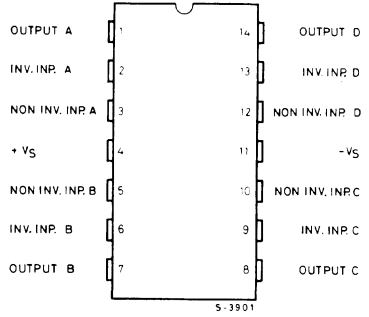 OUTPUT A 1 14 OUTPUT D
INV. INP. A 2 13 INV. INP. D
NON INV. INP. A 3 12 NON INV. INP. D
+ VS 4 11 -VS
NON INV. INP. B 5 10 NON INV. INP. C
INV. INP. B 6 9 INV. INP. C
OUTPUT B 7 8 OUTPUT C
S-3901